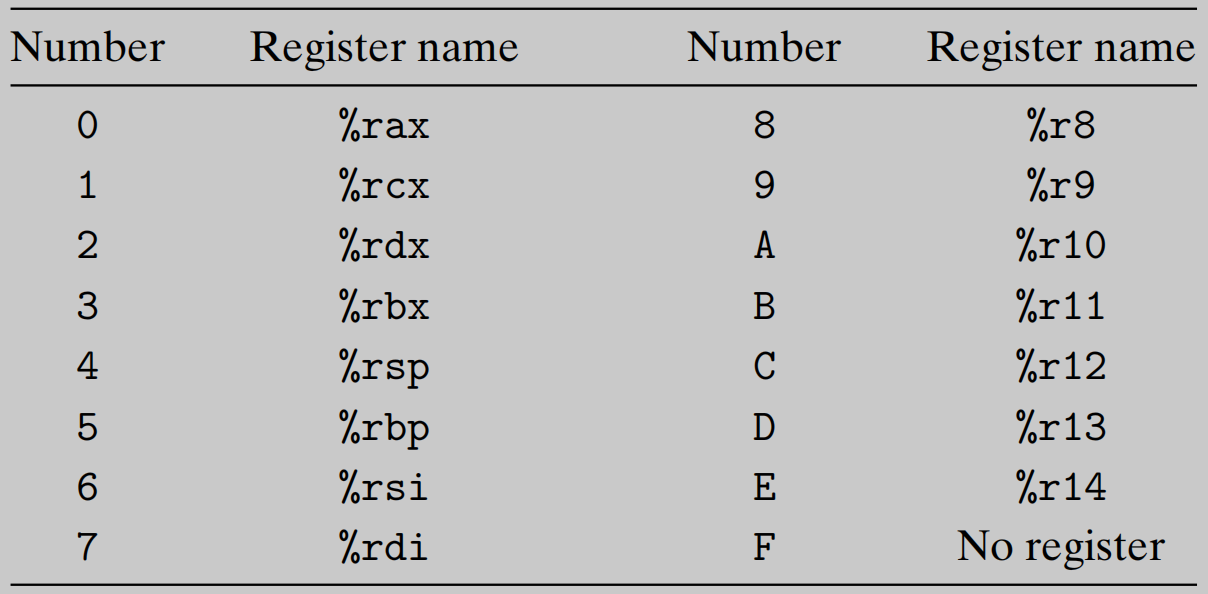 Number Register name Number Register name
0 %rax 8 %r8
1 %rcx 9 %r9
2 %rdx A %r10
3 %rbx B %r11
4 %rsp C %r12
5 %rbp D %r13
6 %rsi E %r14
7 %rdi F No register